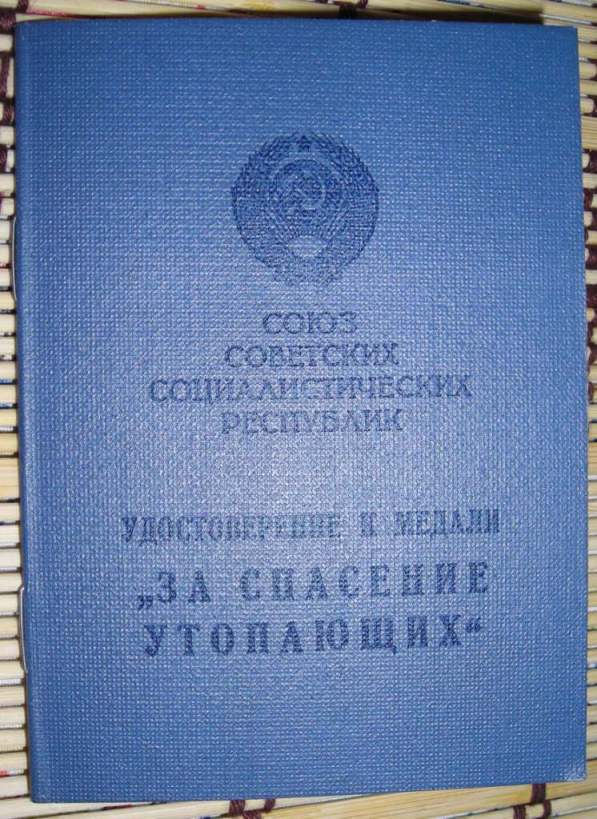 СОЮЗ
СОВЕТСКИХ
СОЦИАЛИСТИЧЕСКИХ
РЕСПУБЛИК
УДОСТОВЕРЕНИЕ К МЕДАЛИ
„ЗА СПАСЕНИЕ
УТОПАЮЩИХ“